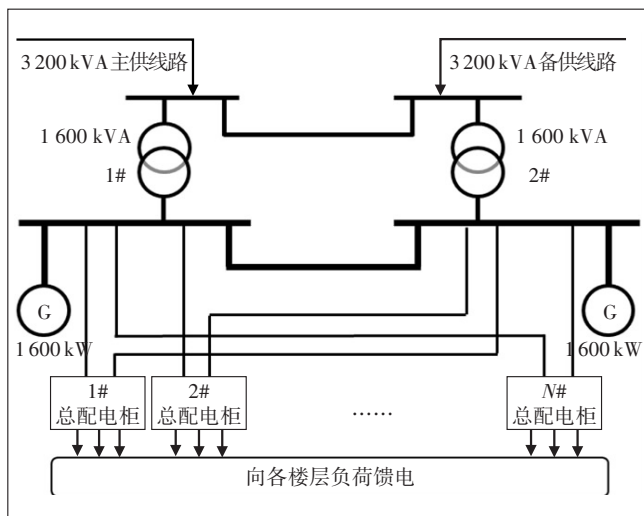 3 200 kVA主供线路
3 200 kVA备供线路
1 600 kVA
1 600 kVA
1#
2#
G
G
1 600 kW
1 600 kW
1#
总配电柜
2#
总配电柜
……
N#
总配电柜
向各楼层负荷馈电